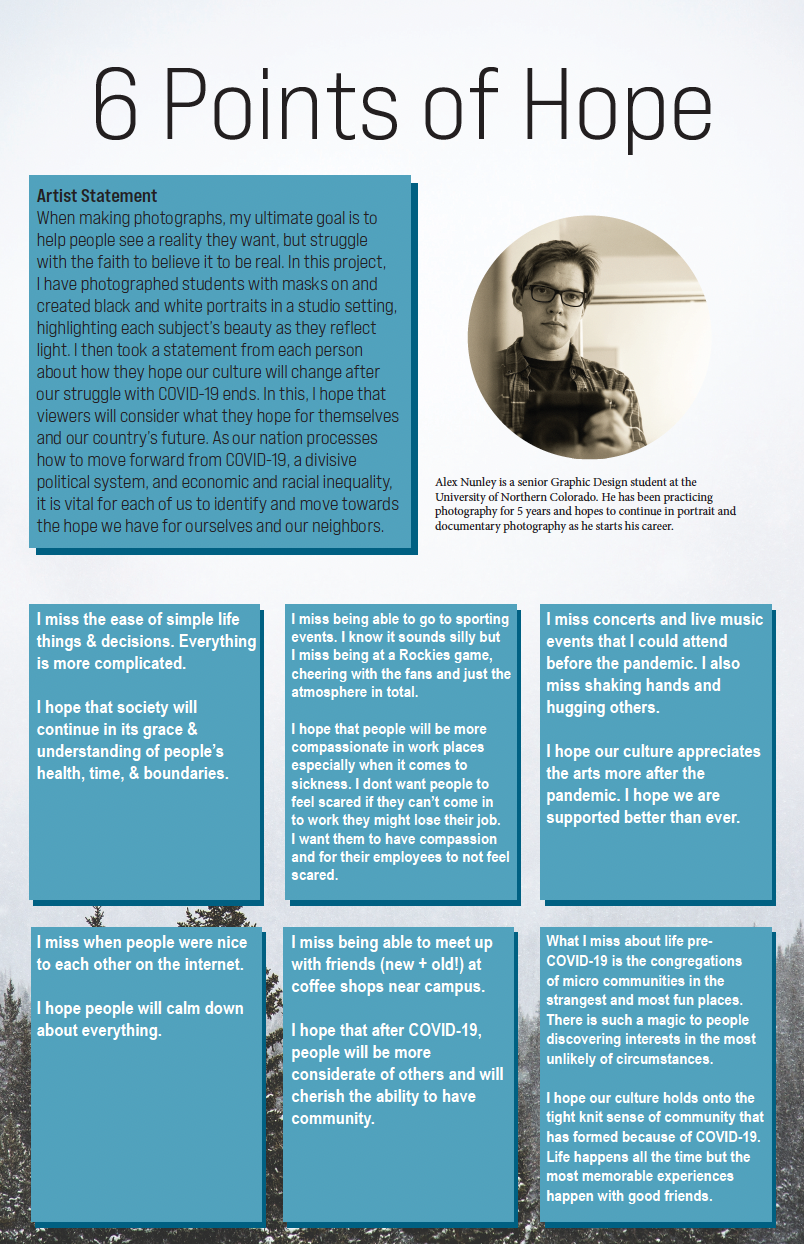 6 Points of Hope
Artist Statement
When making photographs, my ultimate goal is to
help people see a reality they want, but struggle
with the faith to believe it to be real. In this project,
I have photographed students with masks on and
created black and white portraits in a studio setting,
highlighting each subject's beauty as they reflect
light. I then took a statement from each person
about how they hope our culture will change after
our struggle with COVID-19 ends. In this, I hope that
viewers will consider what they hope for themselves
and our country's future. As our nation processes
how to move forward from COVID-19, a divisive
political system, and economic and racial inequality,
it is vital for each of us to identify and move towards
the hope we have for ourselves and our neighbors.
Alex Nunley is a senior Graphic Design student at the
University of Northern Colorado. He has been practicing
photography for 5 years and hopes to continue in portrait and
documentary photography as he starts his career.
I miss the ease of simple life
things & decisions. Everything
is more complicated.
I hope that society will
continue in its grace &
understanding of people's
health, time, & boundaries.
I miss being able to go to sporting
events. I know it sounds silly but
I miss being at a Rockies game,
cheering with the fans and just the
atmosphere in total.
I hope that people will be more
compassionate in work places
especially when it comes to
sickness. I dont want people to
feel scared if they can't come in
to work they might lose their job.
I want them to have compassion
and for their employees to not feel
scared.
I miss concerts and live music
events that I could attend
before the pandemic. I also
miss shaking hands and
hugging others.
I hope our culture appreciates
the arts more after the
pandemic. I hope we are
supported better than ever.
I miss when people were nice
to each other on the internet.
I hope people will calm down
about everything.
I miss being able to meet up
with friends (new + old!) at
coffee shops near campus.
I hope that after COVID-19,
people will be more
considerate of others and will
cherish the ability to have
community.
What I miss about life pre-
COVID-19 is the congregations
of micro communities in the
strangest and most fun places.
There is such a magic to people
discovering interests in the most
unlikely of circumstances.
I hope our culture holds onto the
tight knit sense of community that
has formed because of COVID-19.
Life happens all the time but the
most memorable experiences
happen with good friends.